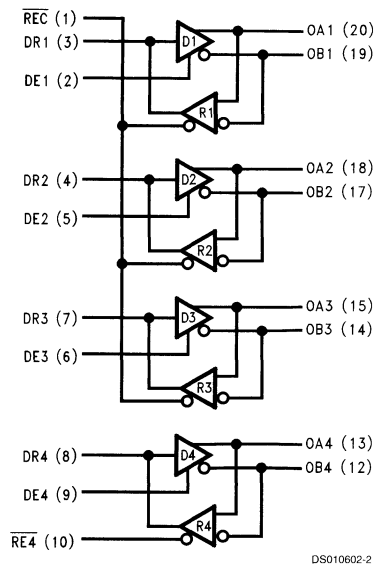 REC (1)
DR1 (3)
DE1 (2)
D1
R1
OA1 (20)
OB1 (19)
DR2 (4)
DE2 (5)
D2
R2
OA2 (18)
OB2 (17)
DR3 (7)
DE3 (6)
D3
R3
OA3 (15)
OB3 (14)
DR4 (8)
DE4 (9)
RE4 (10)
D4
R4
OA4 (13)
OB4 (12)
DS010602-2